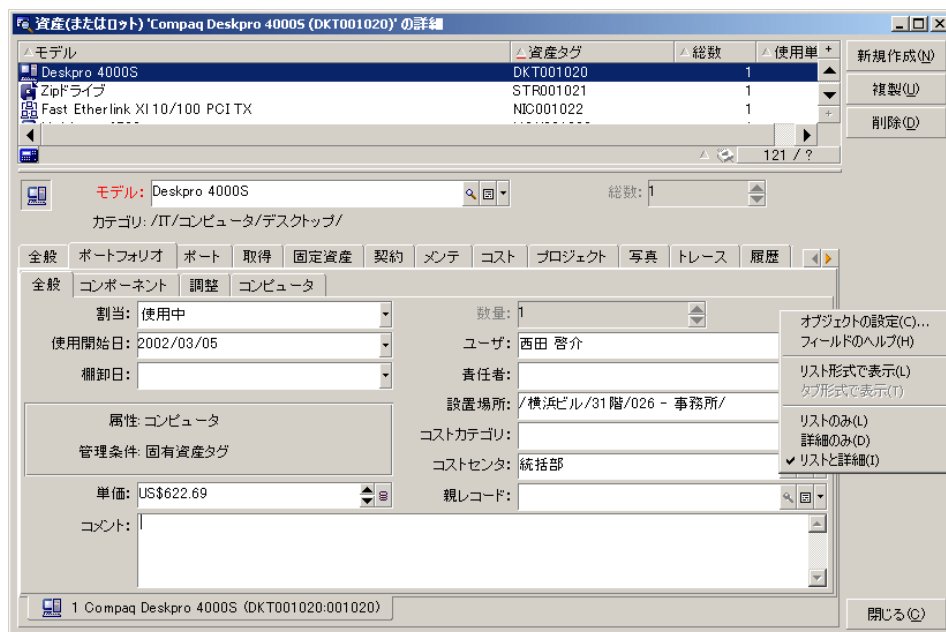 資産(またはロット) 'Compaq Deskpro 4000S (DKT001020)' の詳細
モデル 資産タグ 総数 使用単 +
Deskpro 4000S DKT001020 1
Zipドライブ STR001021 1
Fast Etherlink XI 10/100 PCI TX NIC001022 1
121 / ?
新規作成(N)
複製(U)
削除(D)
モデル: Deskpro 4000S 総数: 1
カテゴリ: /IT/コンピュータ/デスクトップ/
全般 ポートフォリオ ポート 取得 固定資産 契約 メンテ コスト プロジェクト 写真 トレース 履歴
全般 コンポーネント 調整 コンピュータ
割当: 使用中 数量: 1
使用開始日: 2002/03/05 ユーザ: 西田 啓介
棚卸日: 責任者:
設置場所: /横浜ビル/31階/026 - 事務所/
属性: コンピュータ コストカテゴリ:
管理条件: 固有資産タグ コストセンタ: 統括部
単価: US$622.69 親レコード:
コメント:
オブジェクトの設定(C)...
フィールドのヘルプ(H)
リスト形式で表示(L)
タブ形式で表示(T)
リストのみ(L)
詳細のみ(D)
✓ リストと詳細(I)
1 Compaq Deskpro 4000S (DKT001020:001020)
閉じる(C)